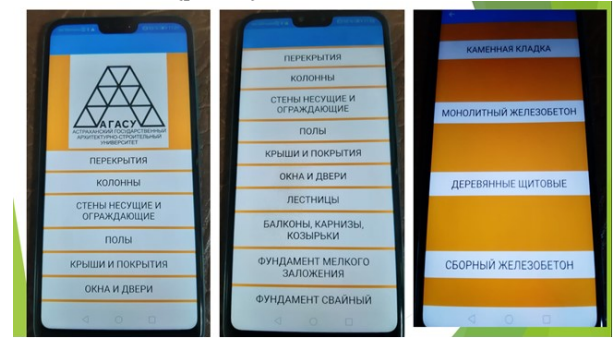 АГАСУ
АСТРАХАНСКИЙ ГОСУДАРСТВЕННЫЙ
АРХИТЕКТУРНО-СТРОИТЕЛЬНЫЙ
УНИВЕРСИТЕТ
ПЕРЕКРЫТИЯ
КОЛОННЫ
СТЕНЫ НЕСУЩИЕ И
ОГРАЖДАЮЩИЕ
ПОЛЫ
КРЫШИ И ПОКРЫТИЯ
ОКНА И ДВЕРИ
ПЕРЕКРЫТИЯ
КОЛОННЫ
СТЕНЫ НЕСУЩИЕ И
ОГРАЖДАЮЩИЕ
ПОЛЫ
КРЫШИ И ПОКРЫТИЯ
ОКНА И ДВЕРИ
ЛЕСТНИЦЫ
БАЛКОНЫ, КАРНИЗЫ,
КОЗЫРЬКИ
ФУНДАМЕНТ МЕЛКОГО
ЗАЛОЖЕНИЯ
ФУНДАМЕНТ СВАЙНЫЙ
КАМЕННАЯ КЛАДКА
МОНОЛИТНЫЙ ЖЕЛЕЗОБЕТОН
ДЕРЕВЯННЫЕ ЩИТОВЫЕ
СБОРНЫЙ ЖЕЛЕЗОБЕТОН